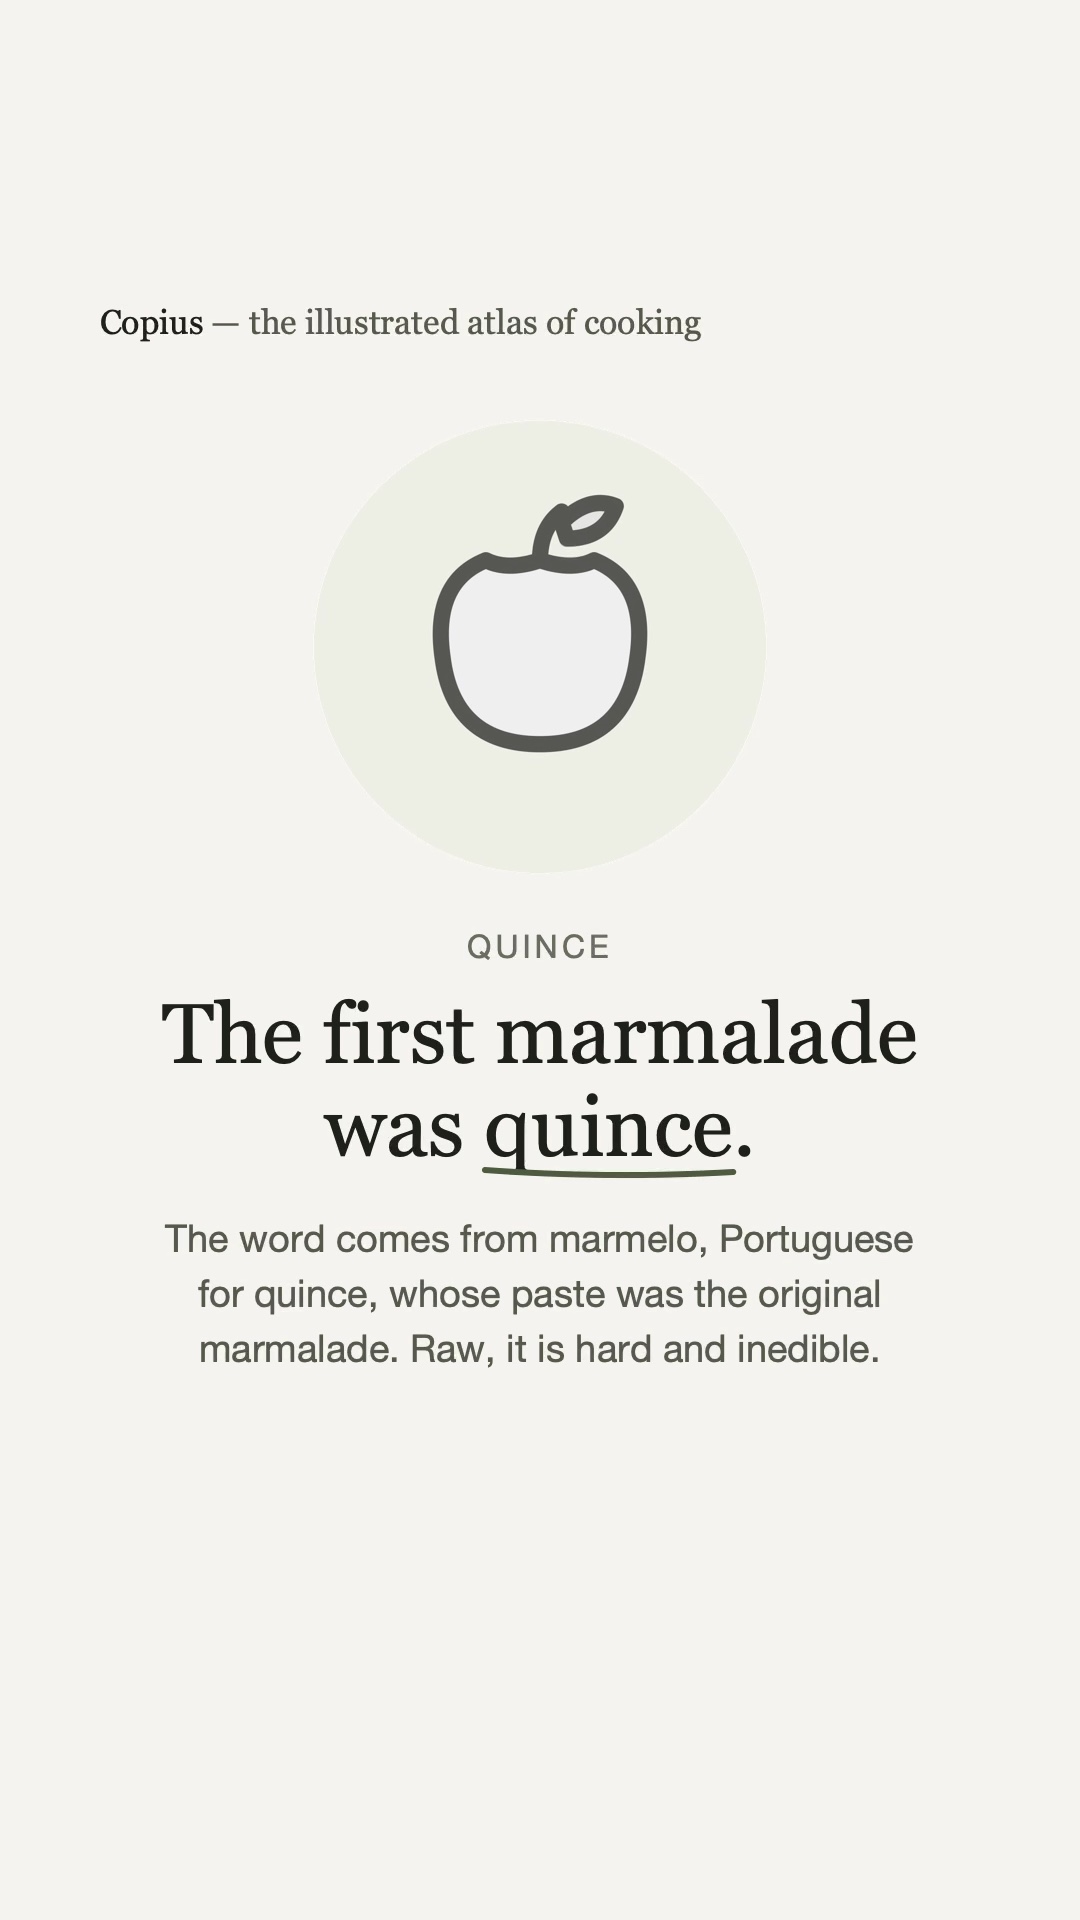 Copius — the illustrated atlas of cooking
QUINCE
The first marmalade
was quince.
The word comes from marmelo, Portuguese
for quince, whose paste was the original
marmalade. Raw, it is hard and inedible.